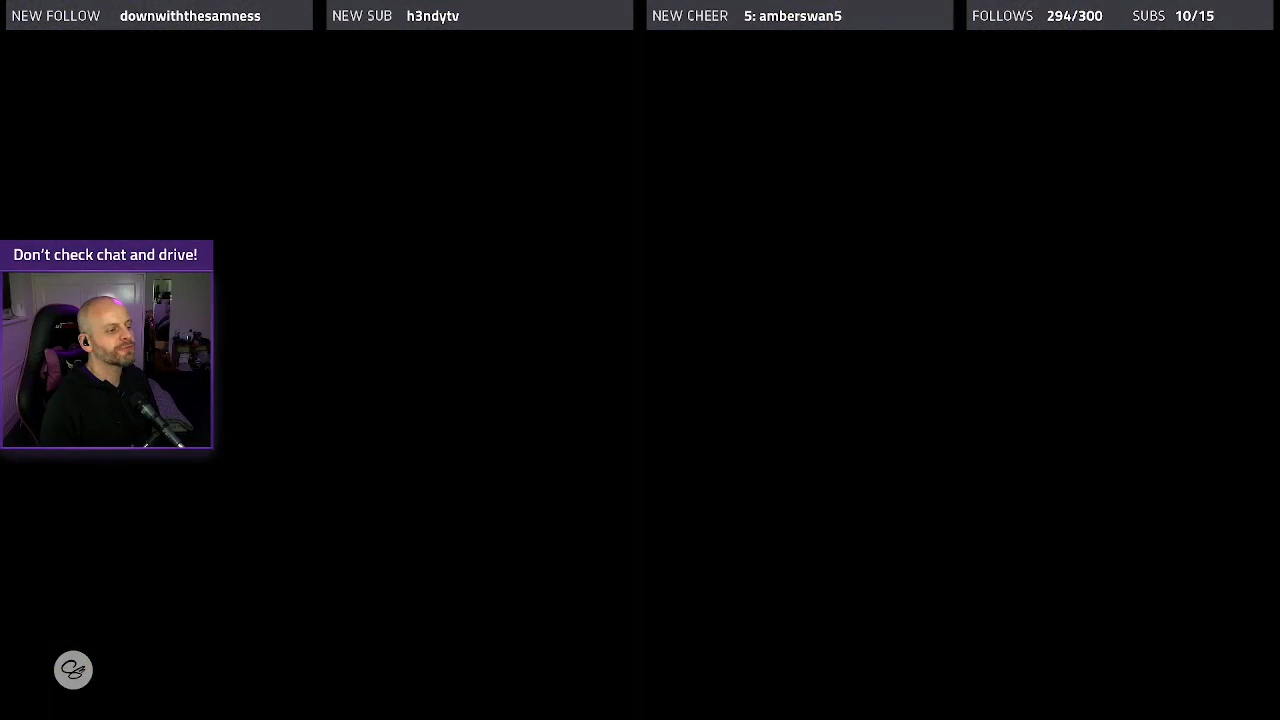 NEW FOLLOW downwiththesamness
NEW SUB h3ndytv
NEW CHEER 5: amberswan5
FOLLOWS 294/300 SUBS 10/15
Don't check chat and drive!